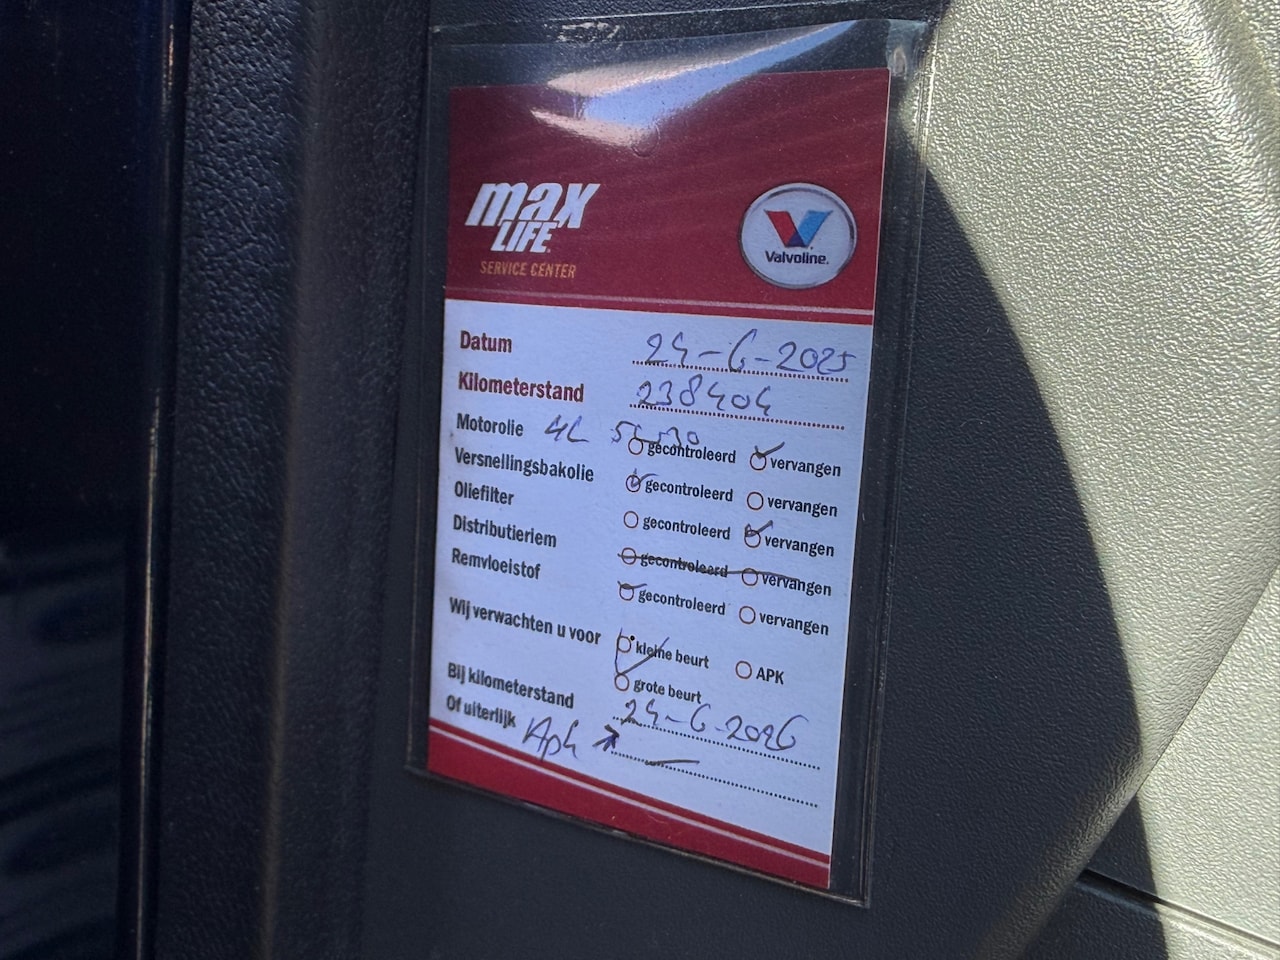 max
LIFE
SERVICE CENTER
Valvoline.
Datum 24-6-2025
Kilometerstand 238404
Motorolie 4L 5W30 gecontroleerd vervangen
Versnellingsbakolie gecontroleerd vervangen
Oliefilter gecontroleerd vervangen
Distributieriem gecontroleerd vervangen
Remvloeistof gecontroleerd vervangen
Wij verwachten u voor kleine beurt APK
grote beurt
Bij kilometerstand 24-6-2026
Of uiterlijk Apk